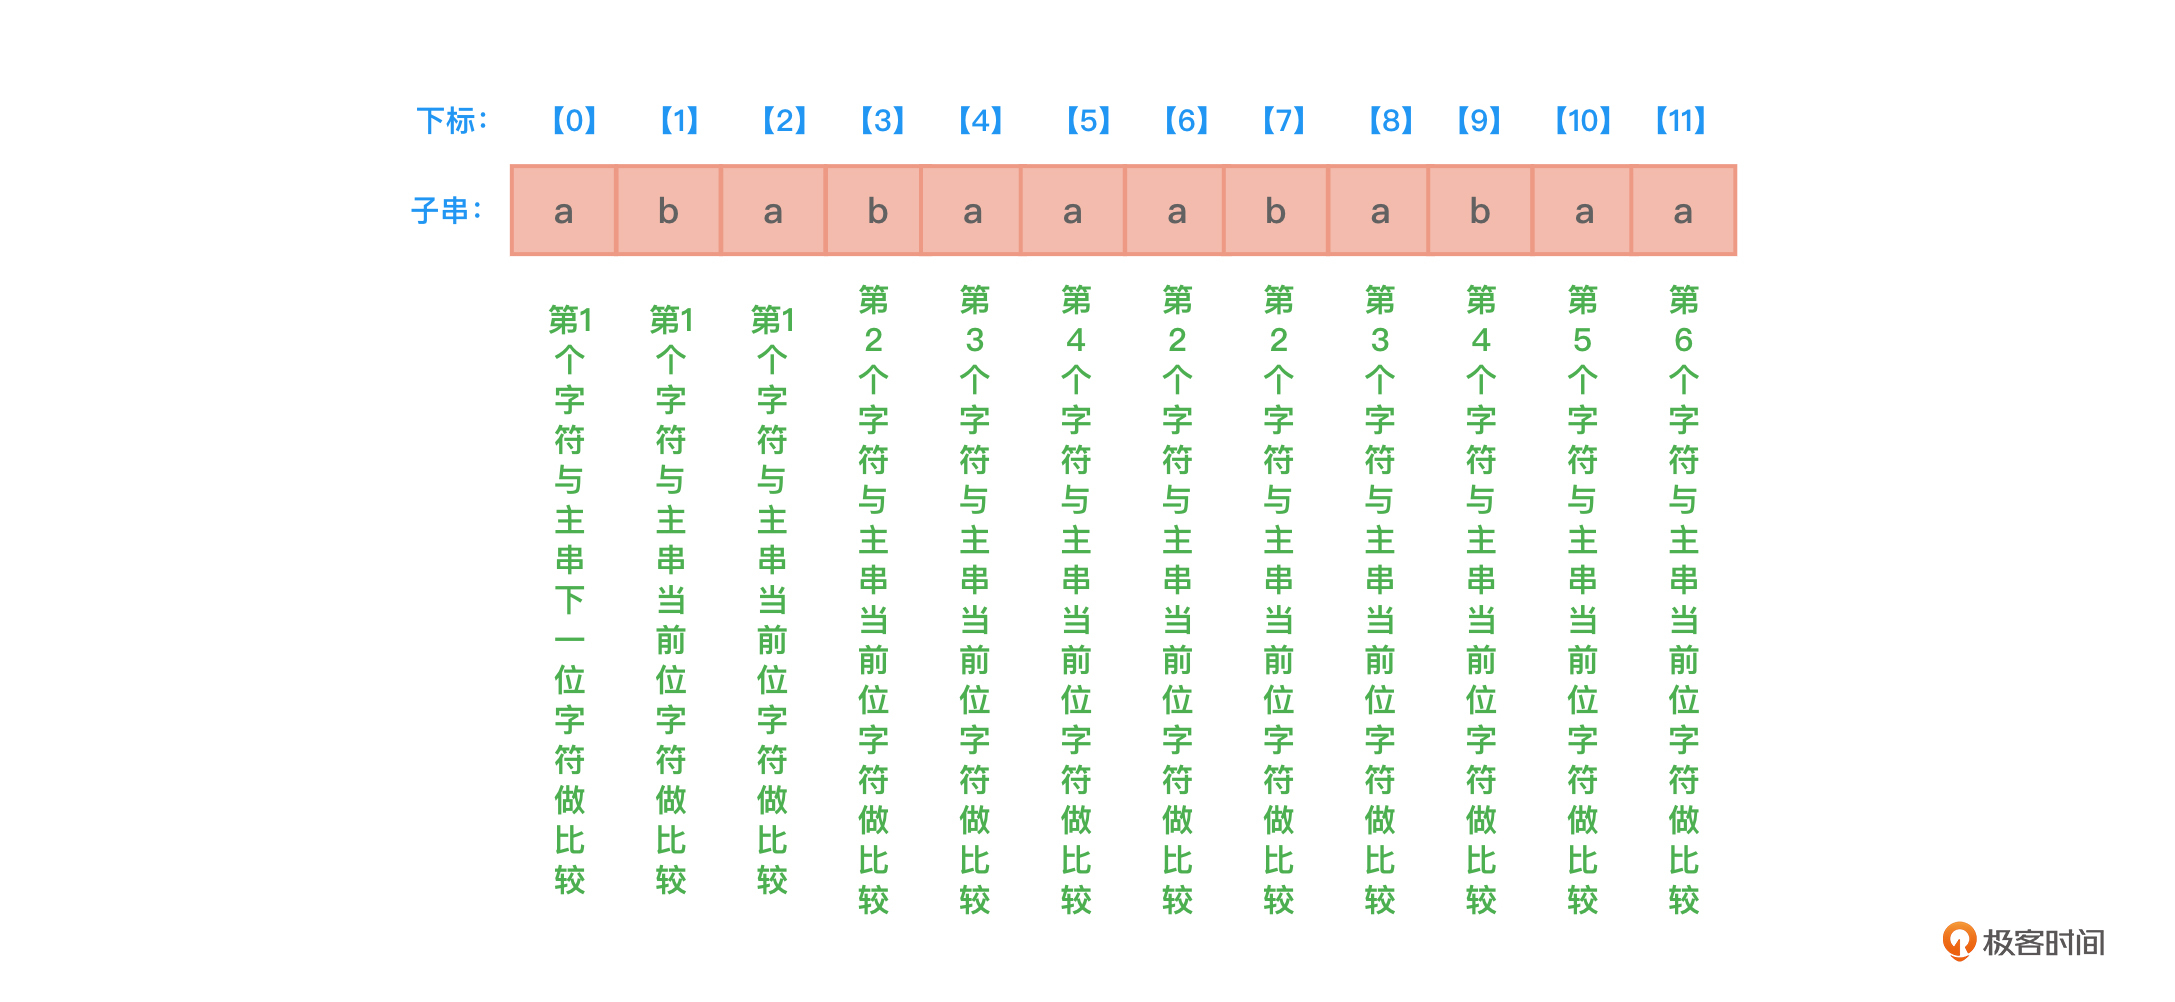 下标： 【0】 【1】 【2】 【3】 【4】 【5】 【6】 【7】 【8】 【9】 【10】 【11】
子串： a b a b a a a b a b a a
第1个字符与主串下一位字符做比较
第1个字符与主串当前位字符做比较
第1个字符与主串当前位字符做比较
第2个字符与主串当前位字符做比较
第3个字符与主串当前位字符做比较
第4个字符与主串当前位字符做比较
第2个字符与主串当前位字符做比较
第2个字符与主串当前位字符做比较
第3个字符与主串当前位字符做比较
第4个字符与主串当前位字符做比较
第5个字符与主串当前位字符做比较
第6个字符与主串当前位字符做比较
极客时间